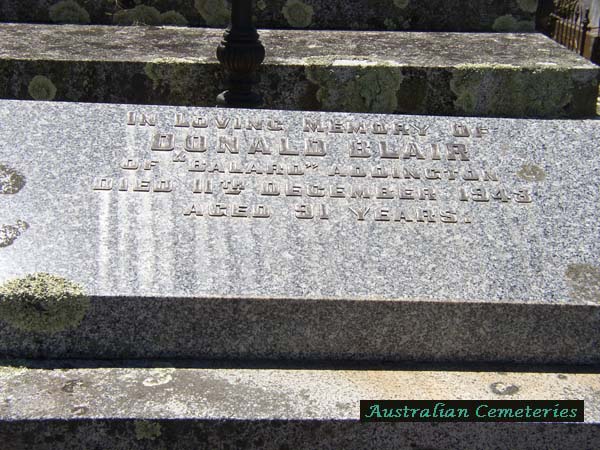 IN LOVING MEMORY OF
DONALD BLAIR
OF "BALARD" ADDINGTON
DIED 11TH DECEMBER 1943
AGED 91 YEARS.
Australian Cemeteries